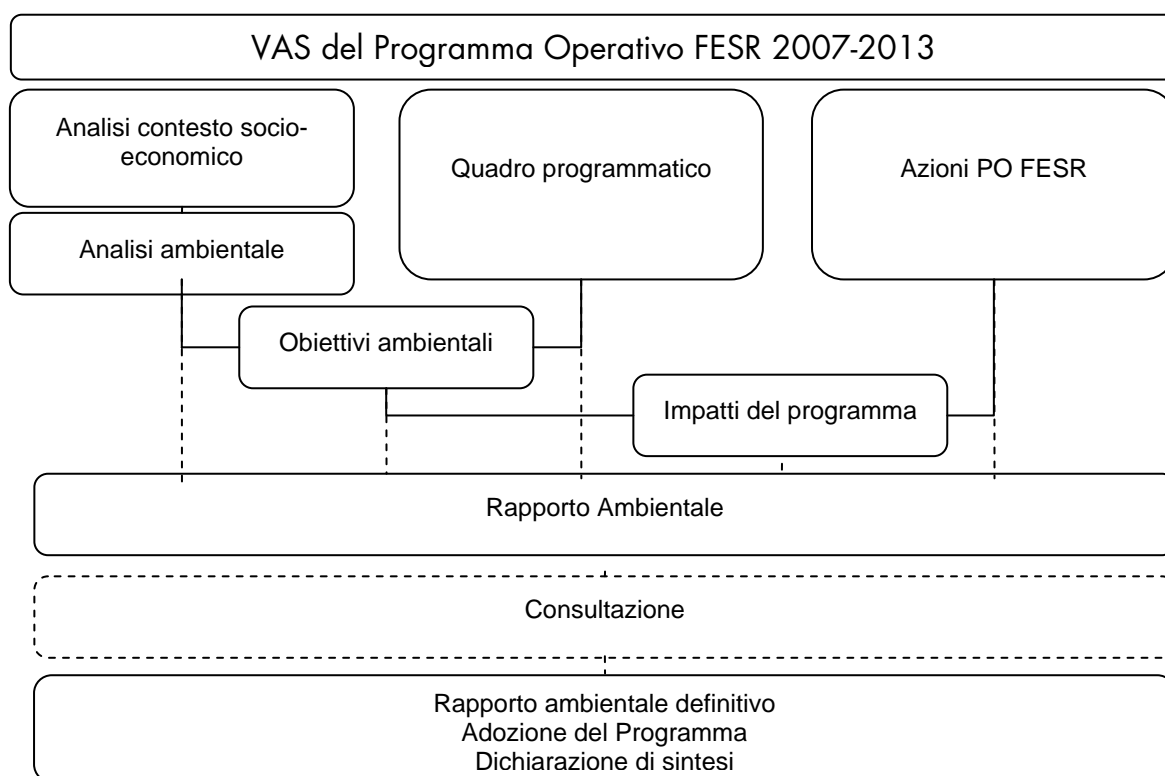 VAS del Programma Operativo FESR 2007-2013
Analisi contesto socio-
economico
Quadro programmatico
Azioni PO FESR
Analisi ambientale
Obiettivi ambientali
Impatti del programma
Rapporto Ambientale
Consultazione
Rapporto ambientale definitivo
Adozione del Programma
Dichiarazione di sintesi